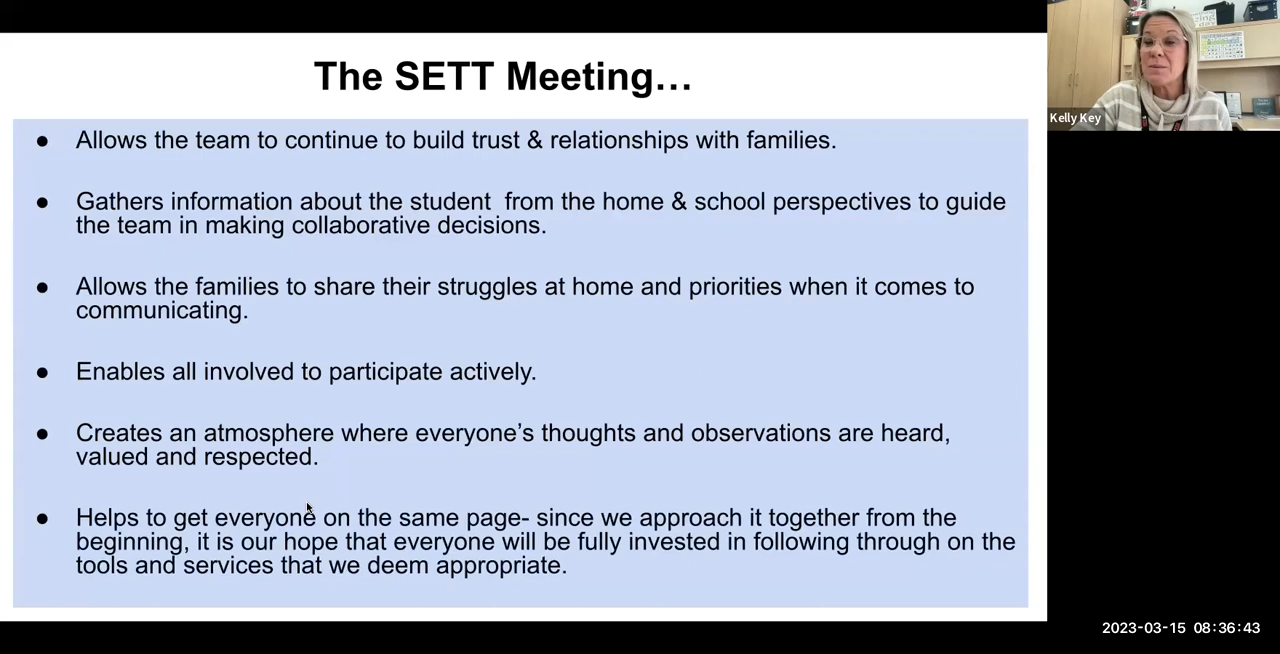 The SETT Meeting…
● Allows the team to continue to build trust & relationships with families.
● Gathers information about the student  from the home & school perspectives to guide
the team in making collaborative decisions.
● Allows the families to share their struggles at home and priorities when it comes to
communicating.
● Enables all involved to participate actively.
● Creates an atmosphere where everyone’s thoughts and observations are heard,
valued and respected.
● Helps to get everyone on the same page- since we approach it together from the
beginning, it is our hope that everyone will be fully invested in following through on the
tools and services that we deem appropriate.
Kelly Key
2023-03-15 08:36:43